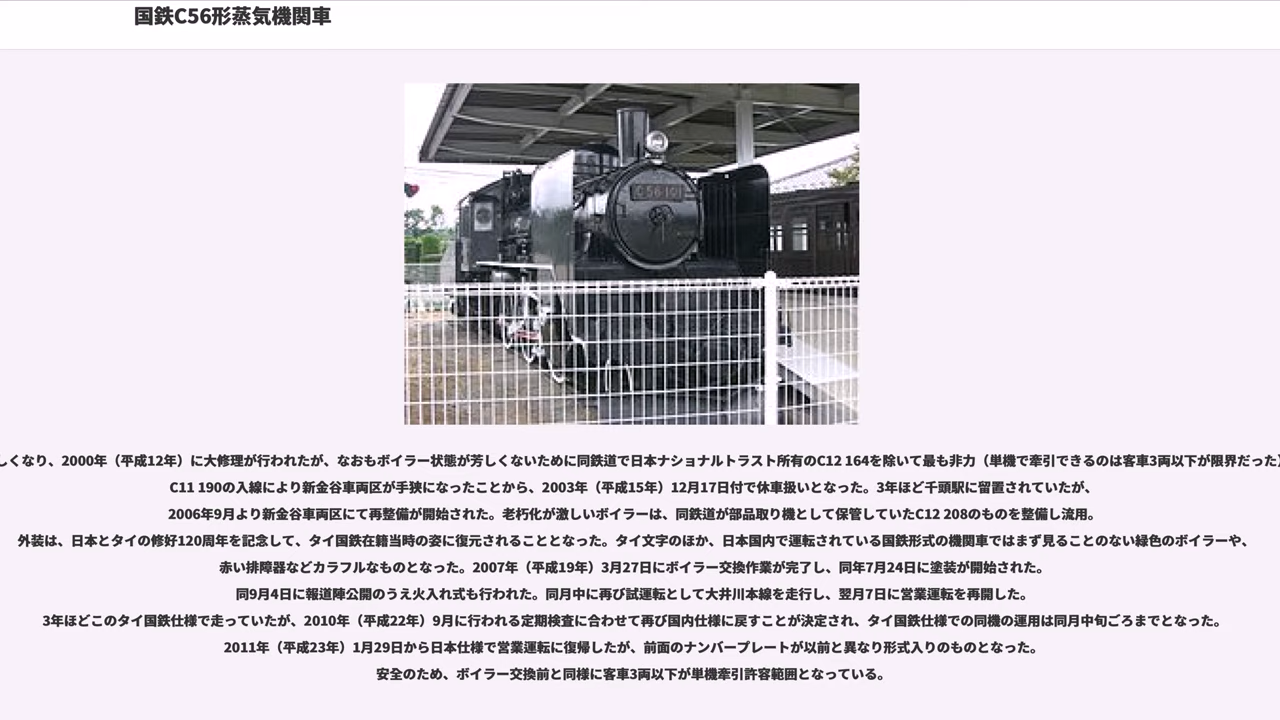 国鉄C56形蒸気機関車
C56 101
しくなり、2000年（平成12年）に大修理が行われたが、なおもボイラー状態が芳しくないために同鉄道で日本ナショナルトラスト所有のC12 164を除いて最も非力（単機で牽引できるのは客車3両以下が限界だった）
C11 190の入線により新金谷車両区が手狭になったことから、2003年（平成15年）12月17日付で休車扱いとなった。3年ほど千頭駅に留置されていたが、
2006年9月より新金谷車両区にて再整備が開始された。老朽化が激しいボイラーは、同鉄道が部品取り機として保管していたC12 208のものを整備し流用。
外装は、日本とタイの修好120周年を記念して、タイ国鉄在籍当時の姿に復元されることとなった。タイ文字のほか、日本国内で運転されている国鉄形式の機関車ではまず見ることのない緑色のボイラーや、
赤い排障器などカラフルなものとなった。2007年（平成19年）3月27日にボイラー交換作業が完了し、同年7月24日に塗装が開始された。
同9月4日に報道陣公開のうえ火入れ式も行われた。同月中に再び試運転として大井川本線を走行し、翌月7日に営業運転を再開した。
3年ほどこのタイ国鉄仕様で走っていたが、2010年（平成22年）9月に行われる定期検査に合わせて再び国内仕様に戻すことが決定され、タイ国鉄仕様での同機の運用は同月中旬ごろまでとなった。
2011年（平成23年）1月29日から日本仕様で営業運転に復帰したが、前面のナンバープレートが以前と異なり形式入りのものとなった。
安全のため、ボイラー交換前と同様に客車3両以下が単機牽引許容範囲となっている。